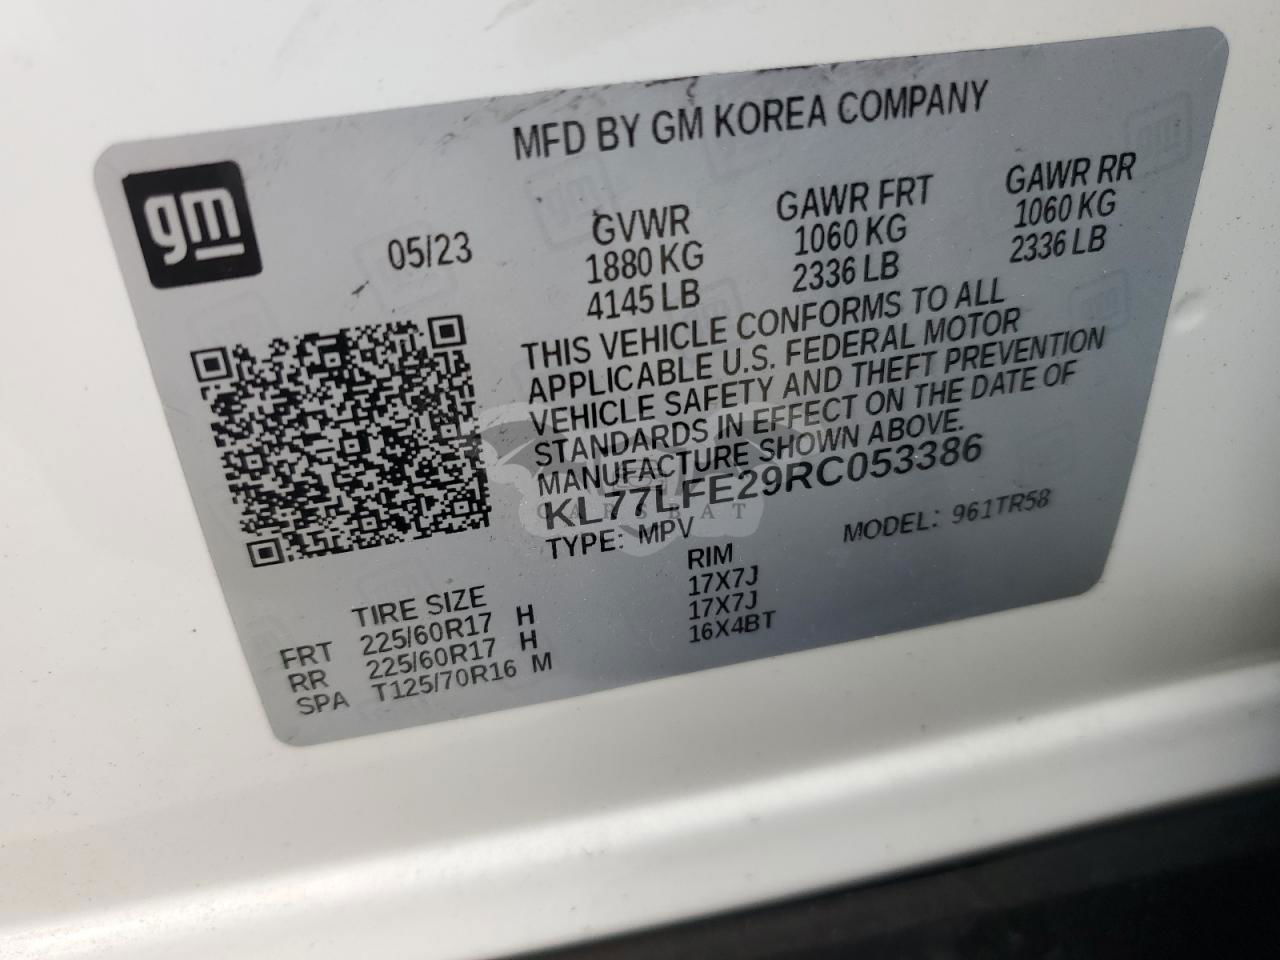 MFD BY GM KOREA COMPANY
gm
05/23
GVWR GAWR FRT GAWR RR
1880 KG 1060 KG 1060 KG
4145 LB 2336 LB 2336 LB
THIS VEHICLE CONFORMS TO ALL
APPLICABLE U.S. FEDERAL MOTOR
VEHICLE SAFETY AND THEFT PREVENTION
STANDARDS IN EFFECT ON THE DATE OF
MANUFACTURE SHOWN ABOVE.
KL77LFE29RC053386
CARSBAT
TYPE: MPV MODEL: 961TR58
TIRE SIZE RIM
FRT 225/60R17 H 17X7J
RR 225/60R17 H 17X7J
SPA T125/70R16 M 16X4BT